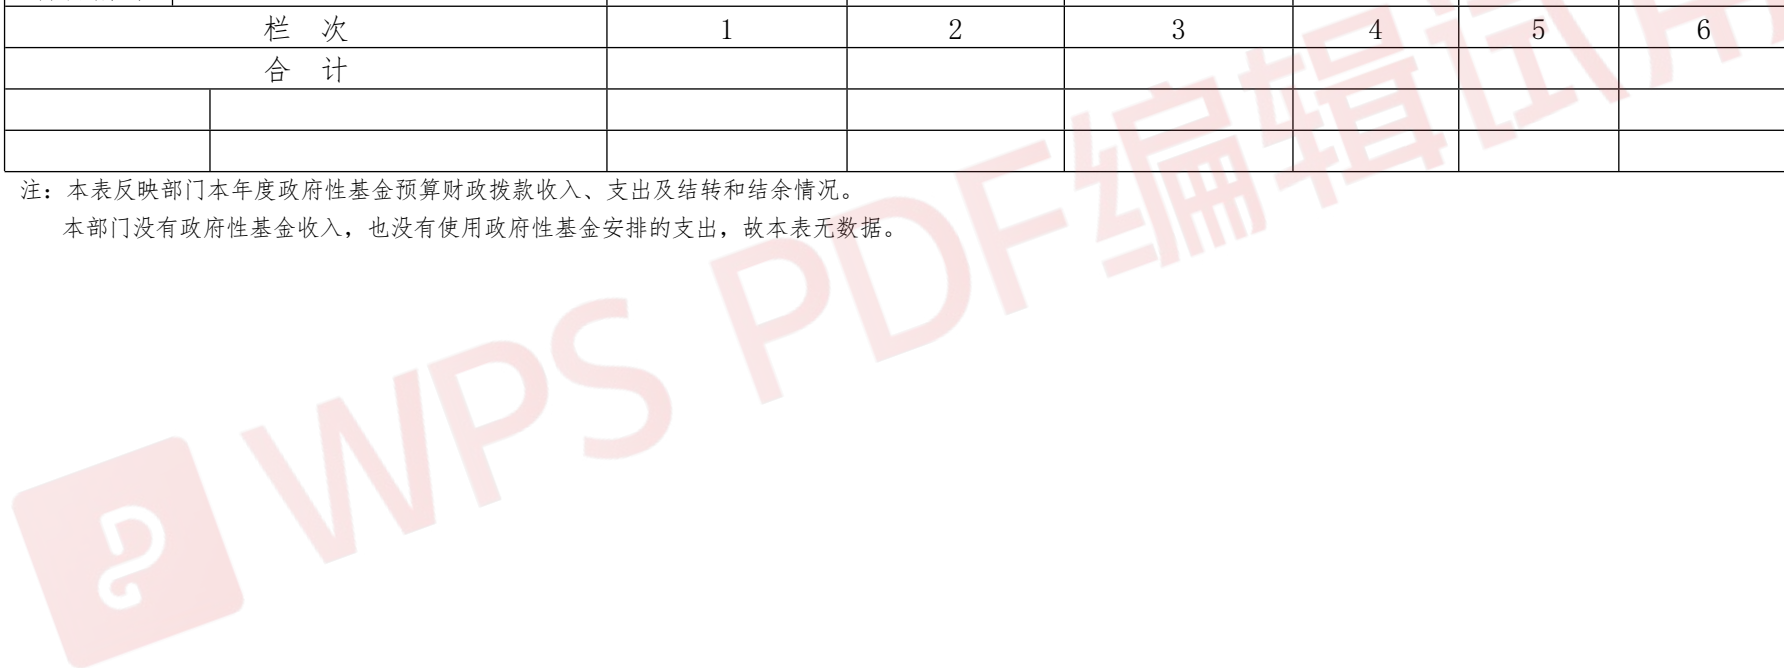 栏 次 1 2 3 4 5 6
合 计
注：本表反映部门本年度政府性基金预算财政拨款收入、支出及结转和结余情况。
本部门没有政府性基金收入，也没有使用政府性基金安排的支出，故本表无数据。
WPS PDF编辑试用